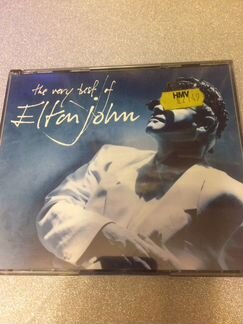 the very best of
Elton John
HMV